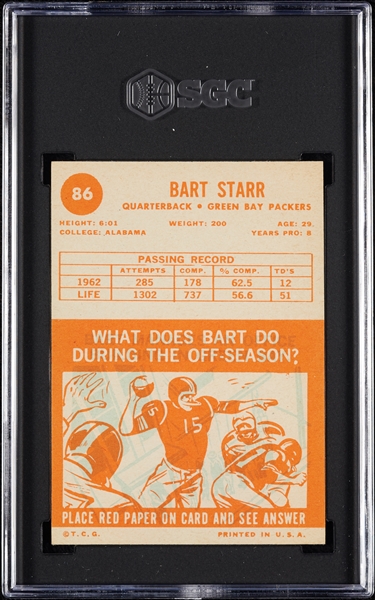 SGC
86
BART STARR
QUARTERBACK • GREEN BAY PACKERS
HEIGHT: 6:01 WEIGHT: 200 AGE: 29
COLLEGE: ALABAMA YEARS PRO: 8
PASSING RECORD
ATTEMPTS COMP. % COMP. TD'S
1962 285 178 62.5 12
LIFE 1302 737 56.6 51
WHAT DOES BART DO
DURING THE OFF-SEASON?
15
PLACE RED PAPER ON CARD AND SEE ANSWER
©T.C.G. PRINTED IN U.S.A.